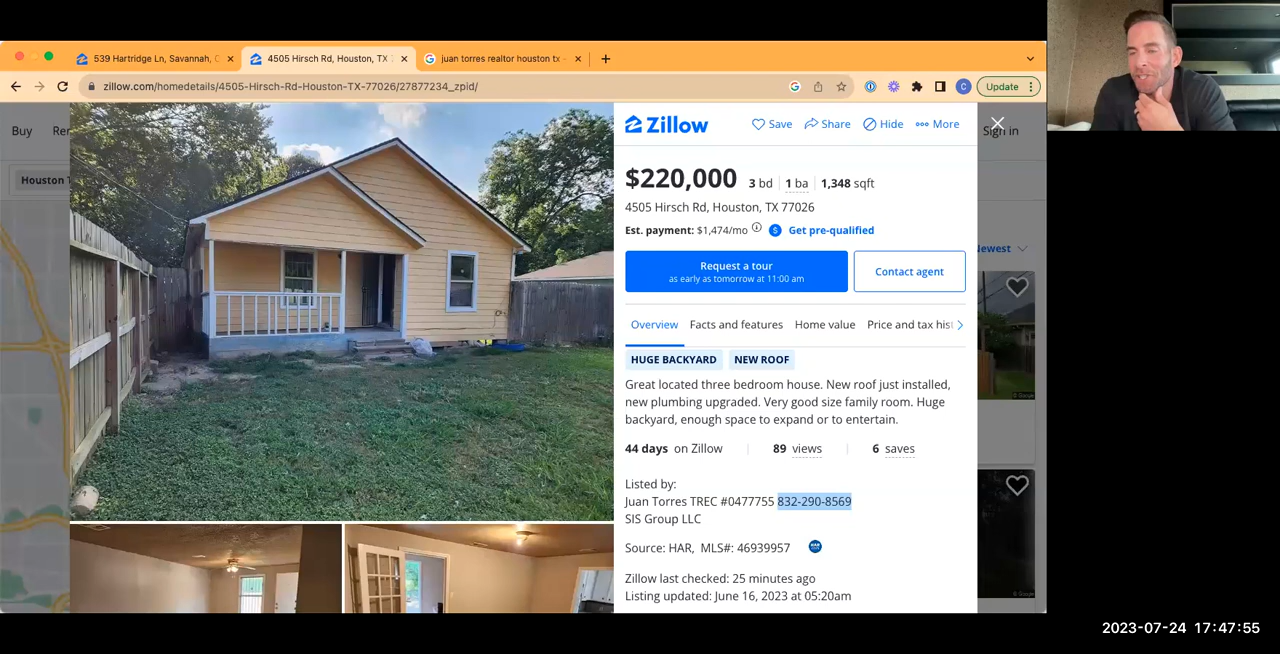 539 Hartridge Ln, Savannah, G
4505 Hirsch Rd, Houston, TX 7
juan torres realtor houston tx -
zillow.com/homedetails/4505-Hirsch-Rd-Houston-TX-77026/27877234_zpid/
C
Update
Buy
Ren
Sign in
Houston T
Newest
Zillow
Save
Share
Hide
More
$220,000 3 bd 1 ba 1,348 sqft
4505 Hirsch Rd, Houston, TX 77026
Est. payment: $1,474/mo $ Get pre-qualified
Request a tour
as early as tomorrow at 11:00 am
Contact agent
Overview Facts and features Home value Price and tax hist
HUGE BACKYARD NEW ROOF
Great located three bedroom house. New roof just installed,
new plumbing upgraded. Very good size family room. Huge
backyard, enough space to expand or to entertain.
44 days on Zillow 89 views 6 saves
Listed by:
Juan Torres TREC #0477755 832-290-8569
SIS Group LLC
Source: HAR, MLS#: 46939957
Zillow last checked: 25 minutes ago
Listing updated: June 16, 2023 at 05:20am
2023-07-24 17:47:55